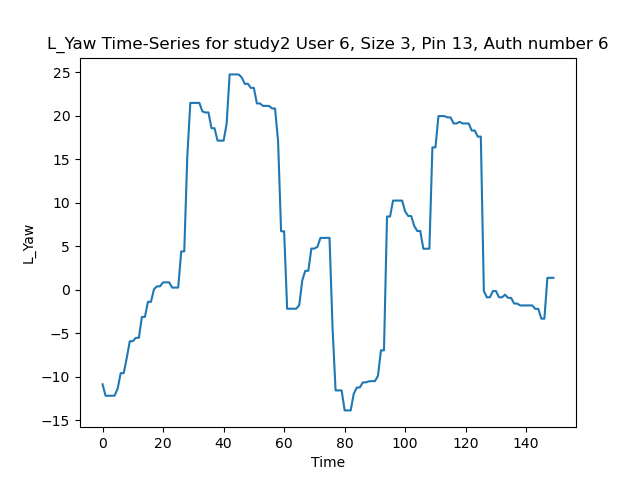 L_Yaw Time-Series for study2 User 6, Size 3, Pin 13, Auth number 6
25
20
15
10
5
0
−5
−10
−15
L_Yaw
0 20 40 60 80 100 120 140
Time